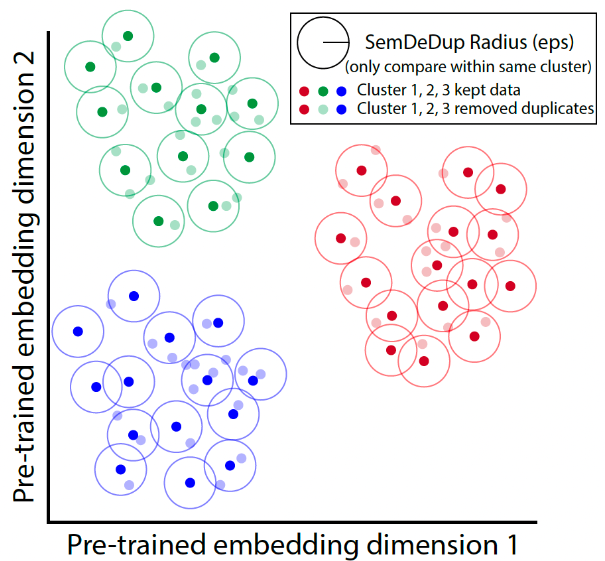 SemDeDup Radius (eps)
(only compare within same cluster)
Cluster 1, 2, 3 kept data
Cluster 1, 2, 3 removed duplicates
Pre-trained embedding dimension 2
Pre-trained embedding dimension 1